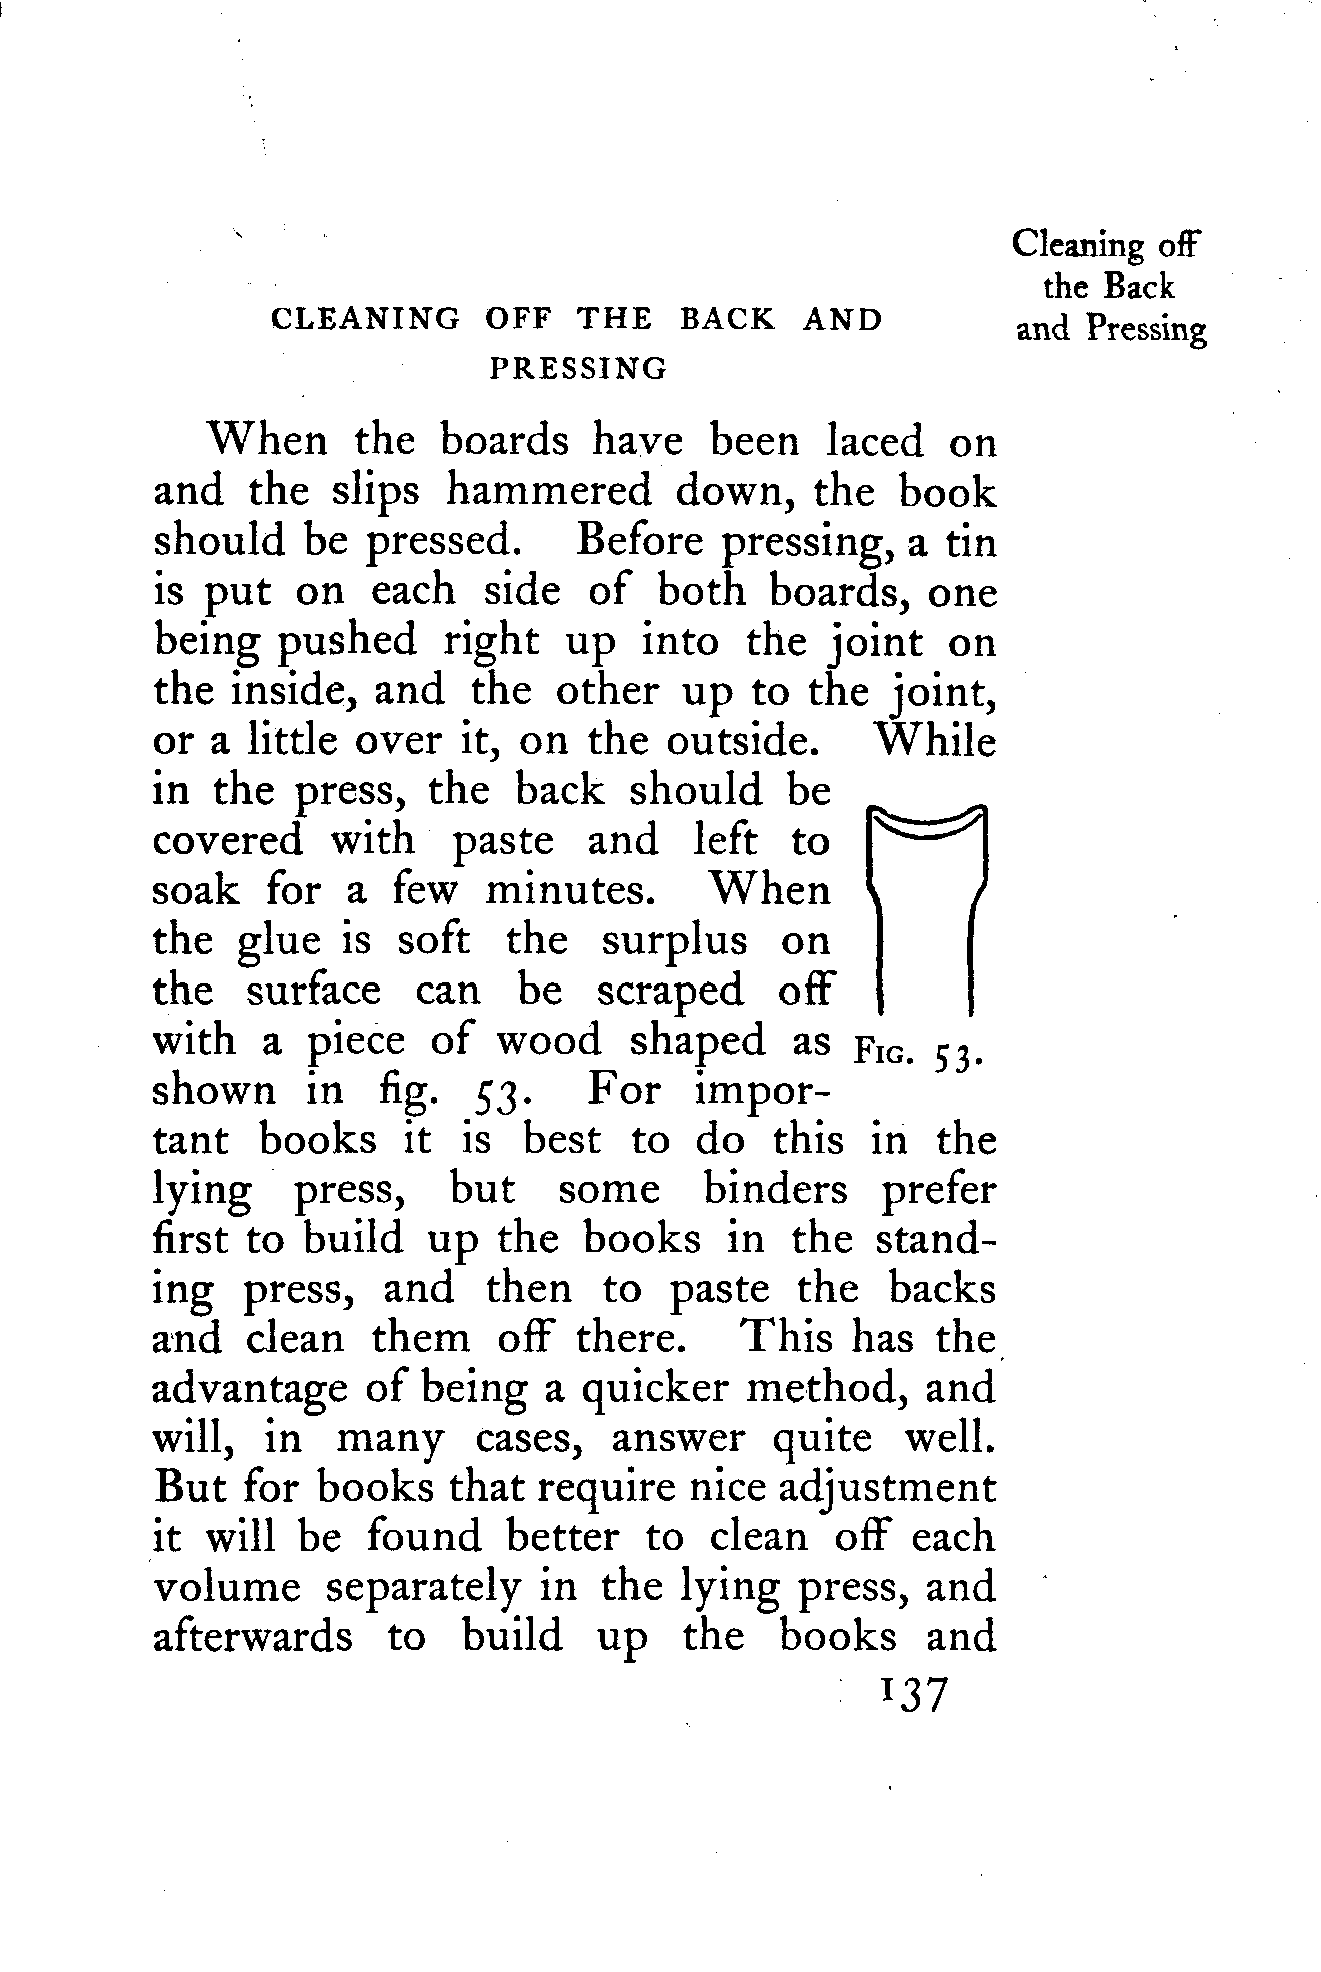 Cleaning off
the Back
and Pressing
CLEANING OFF THE BACK AND
PRESSING
When the boards have been laced on
and the slips hammered down, the book
should be pressed. Before pressing, a tin
is put on each side of both boards, one
being pushed right up into the joint on
the inside, and the other up to the joint,
or a little over it, on the outside. While
in the press, the back should be
covered with paste and left to
soak for a few minutes. When
the glue is soft the surplus on
the surface can be scraped off
with a piece of wood shaped as
shown in fig. 53. For impor-
FIG. 53.
tant books it is best to do this in the
lying press, but some binders prefer
first to build up the books in the stand-
ing press, and then to paste the backs
and clean them off there. This has the
advantage of being a quicker method, and
will, in many cases, answer quite well.
But for books that require nice adjustment
it will be found better to clean off each
volume separately in the lying press, and
afterwards to build up the books and
137